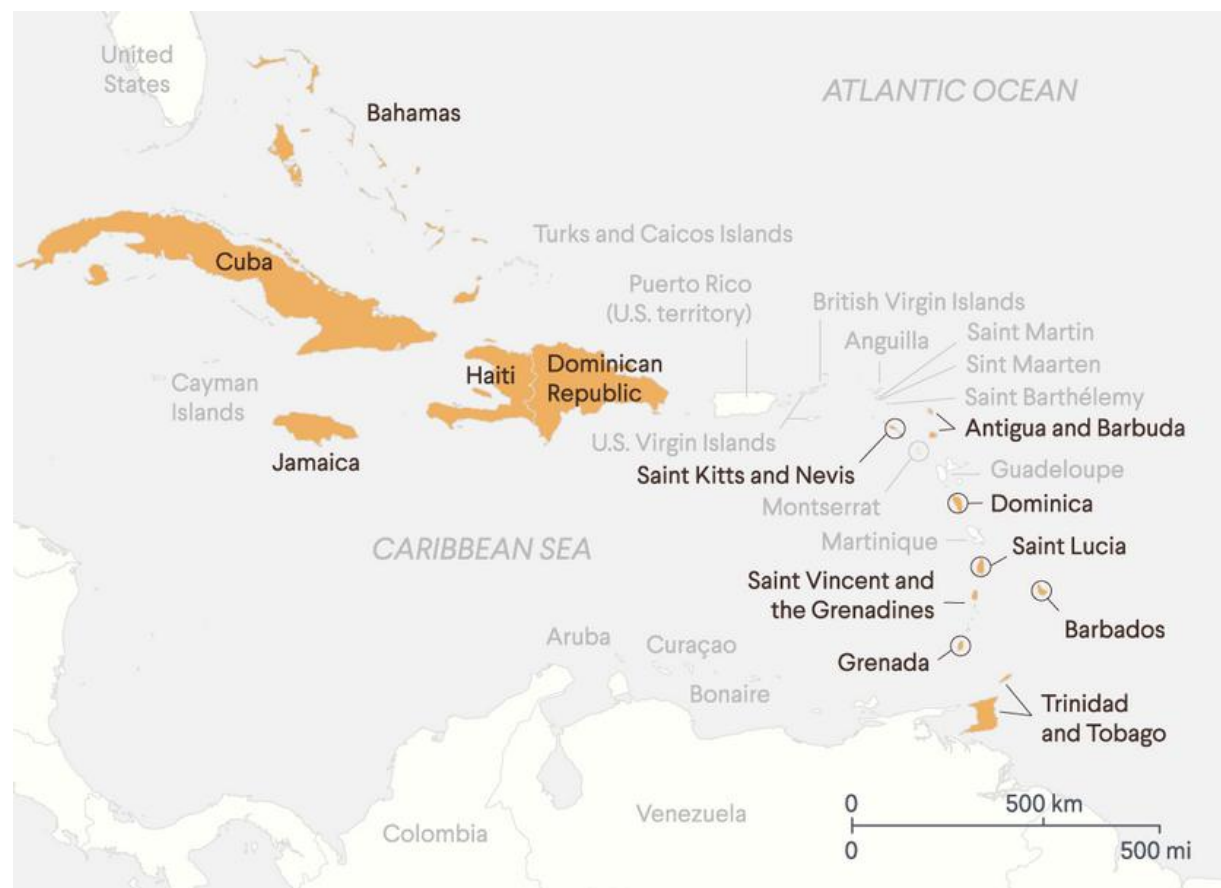 United
States
ATLANTIC OCEAN
Bahamas
Turks and Caicos Islands
Cuba
Puerto Rico
(U.S. territory)
British Virgin Islands
Saint Martin
Anguilla
Sint Maarten
Haiti
Dominican
Republic
Cayman
Islands
Saint Barthélemy
Antigua and Barbuda
U.S. Virgin Islands
Jamaica
Saint Kitts and Nevis
Guadeloupe
Montserrat
Dominica
Martinique
Saint Lucia
CARIBBEAN SEA
Saint Vincent and
the Grenadines
Barbados
Aruba
Curaçao
Grenada
Bonaire
Trinidad
and Tobago
Venezuela
Colombia
0 500 km
0 500 mi